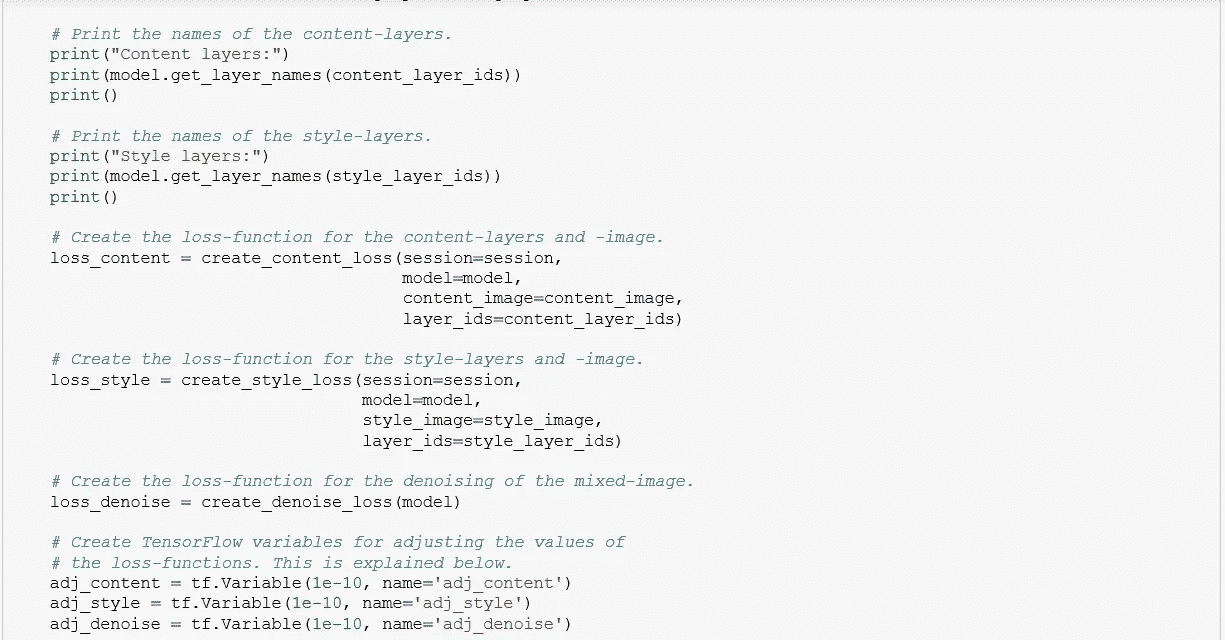 # Print the names of the content-layers.
print("Content layers:")
print(model.get_layer_names(content_layer_ids))
print()
# Print the names of the style-layers.
print("Style layers:")
print(model.get_layer_names(style_layer_ids))
print()
# Create the loss-function for the content-layers and -image.
loss_content = create_content_loss(session=session,
model=model,
content_image=content_image,
layer_ids=content_layer_ids)
# Create the loss-function for the style-layers and -image.
loss_style = create_style_loss(session=session,
model=model,
style_image=style_image,
layer_ids=style_layer_ids)
# Create the loss-function for the denoising of the mixed-image.
loss_denoise = create_denoise_loss(model)
# Create TensorFlow variables for adjusting the values of
# the loss-functions. This is explained below.
adj_content = tf.Variable(1e-10, name='adj_content')
adj_style = tf.Variable(1e-10, name='adj_style')
adj_denoise = tf.Variable(1e-10, name='adj_denoise')